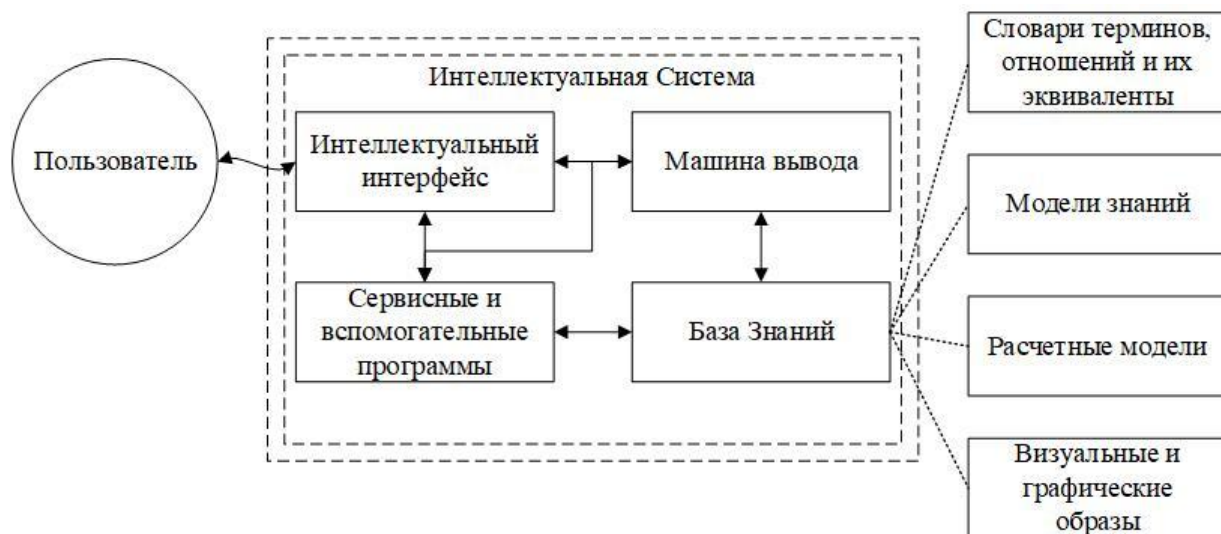 Пользователь
Интеллектуальная Система
Интеллектуальный
интерфейс
Машина вывода
Сервисные и
вспомогательные
программы
База Знаний
Словари терминов,
отношений и их
эквиваленты
Модели знаний
Расчетные модели
Визуальные и
графические
образы